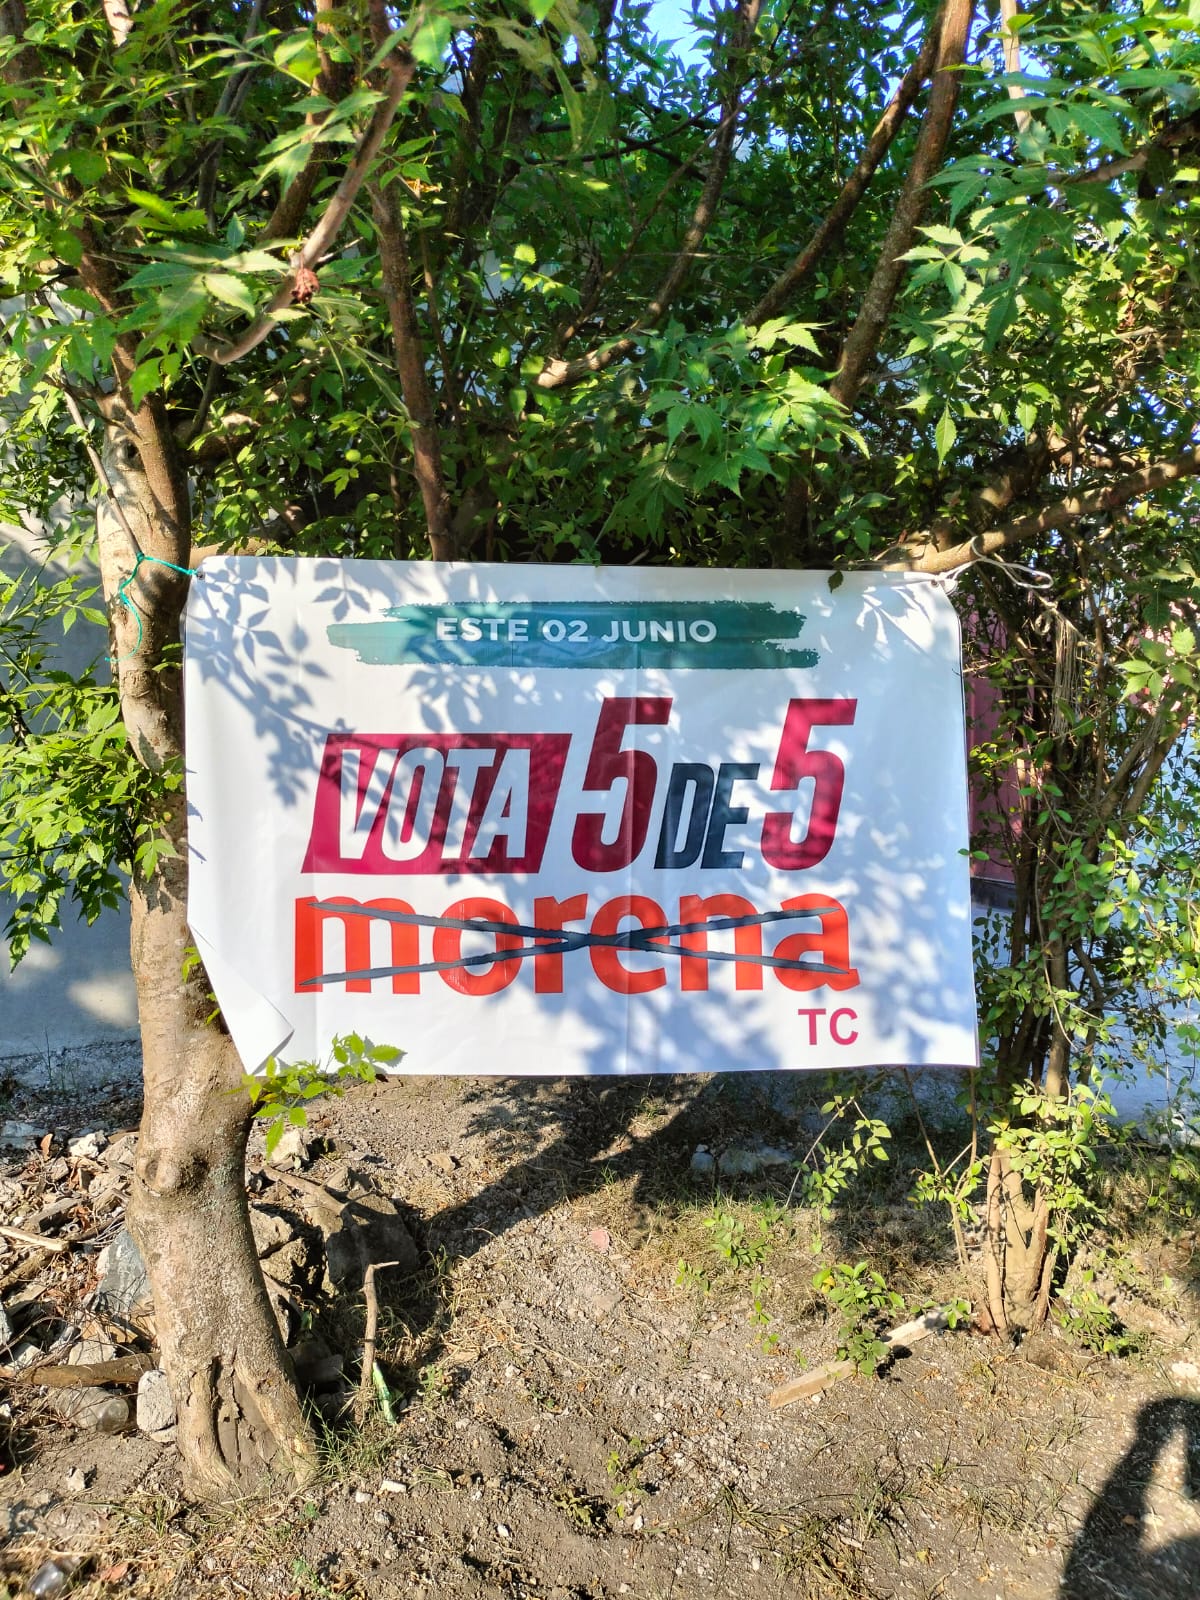 ESTE 02 JUNIO
VOTA 5 DE 5
morena
TC